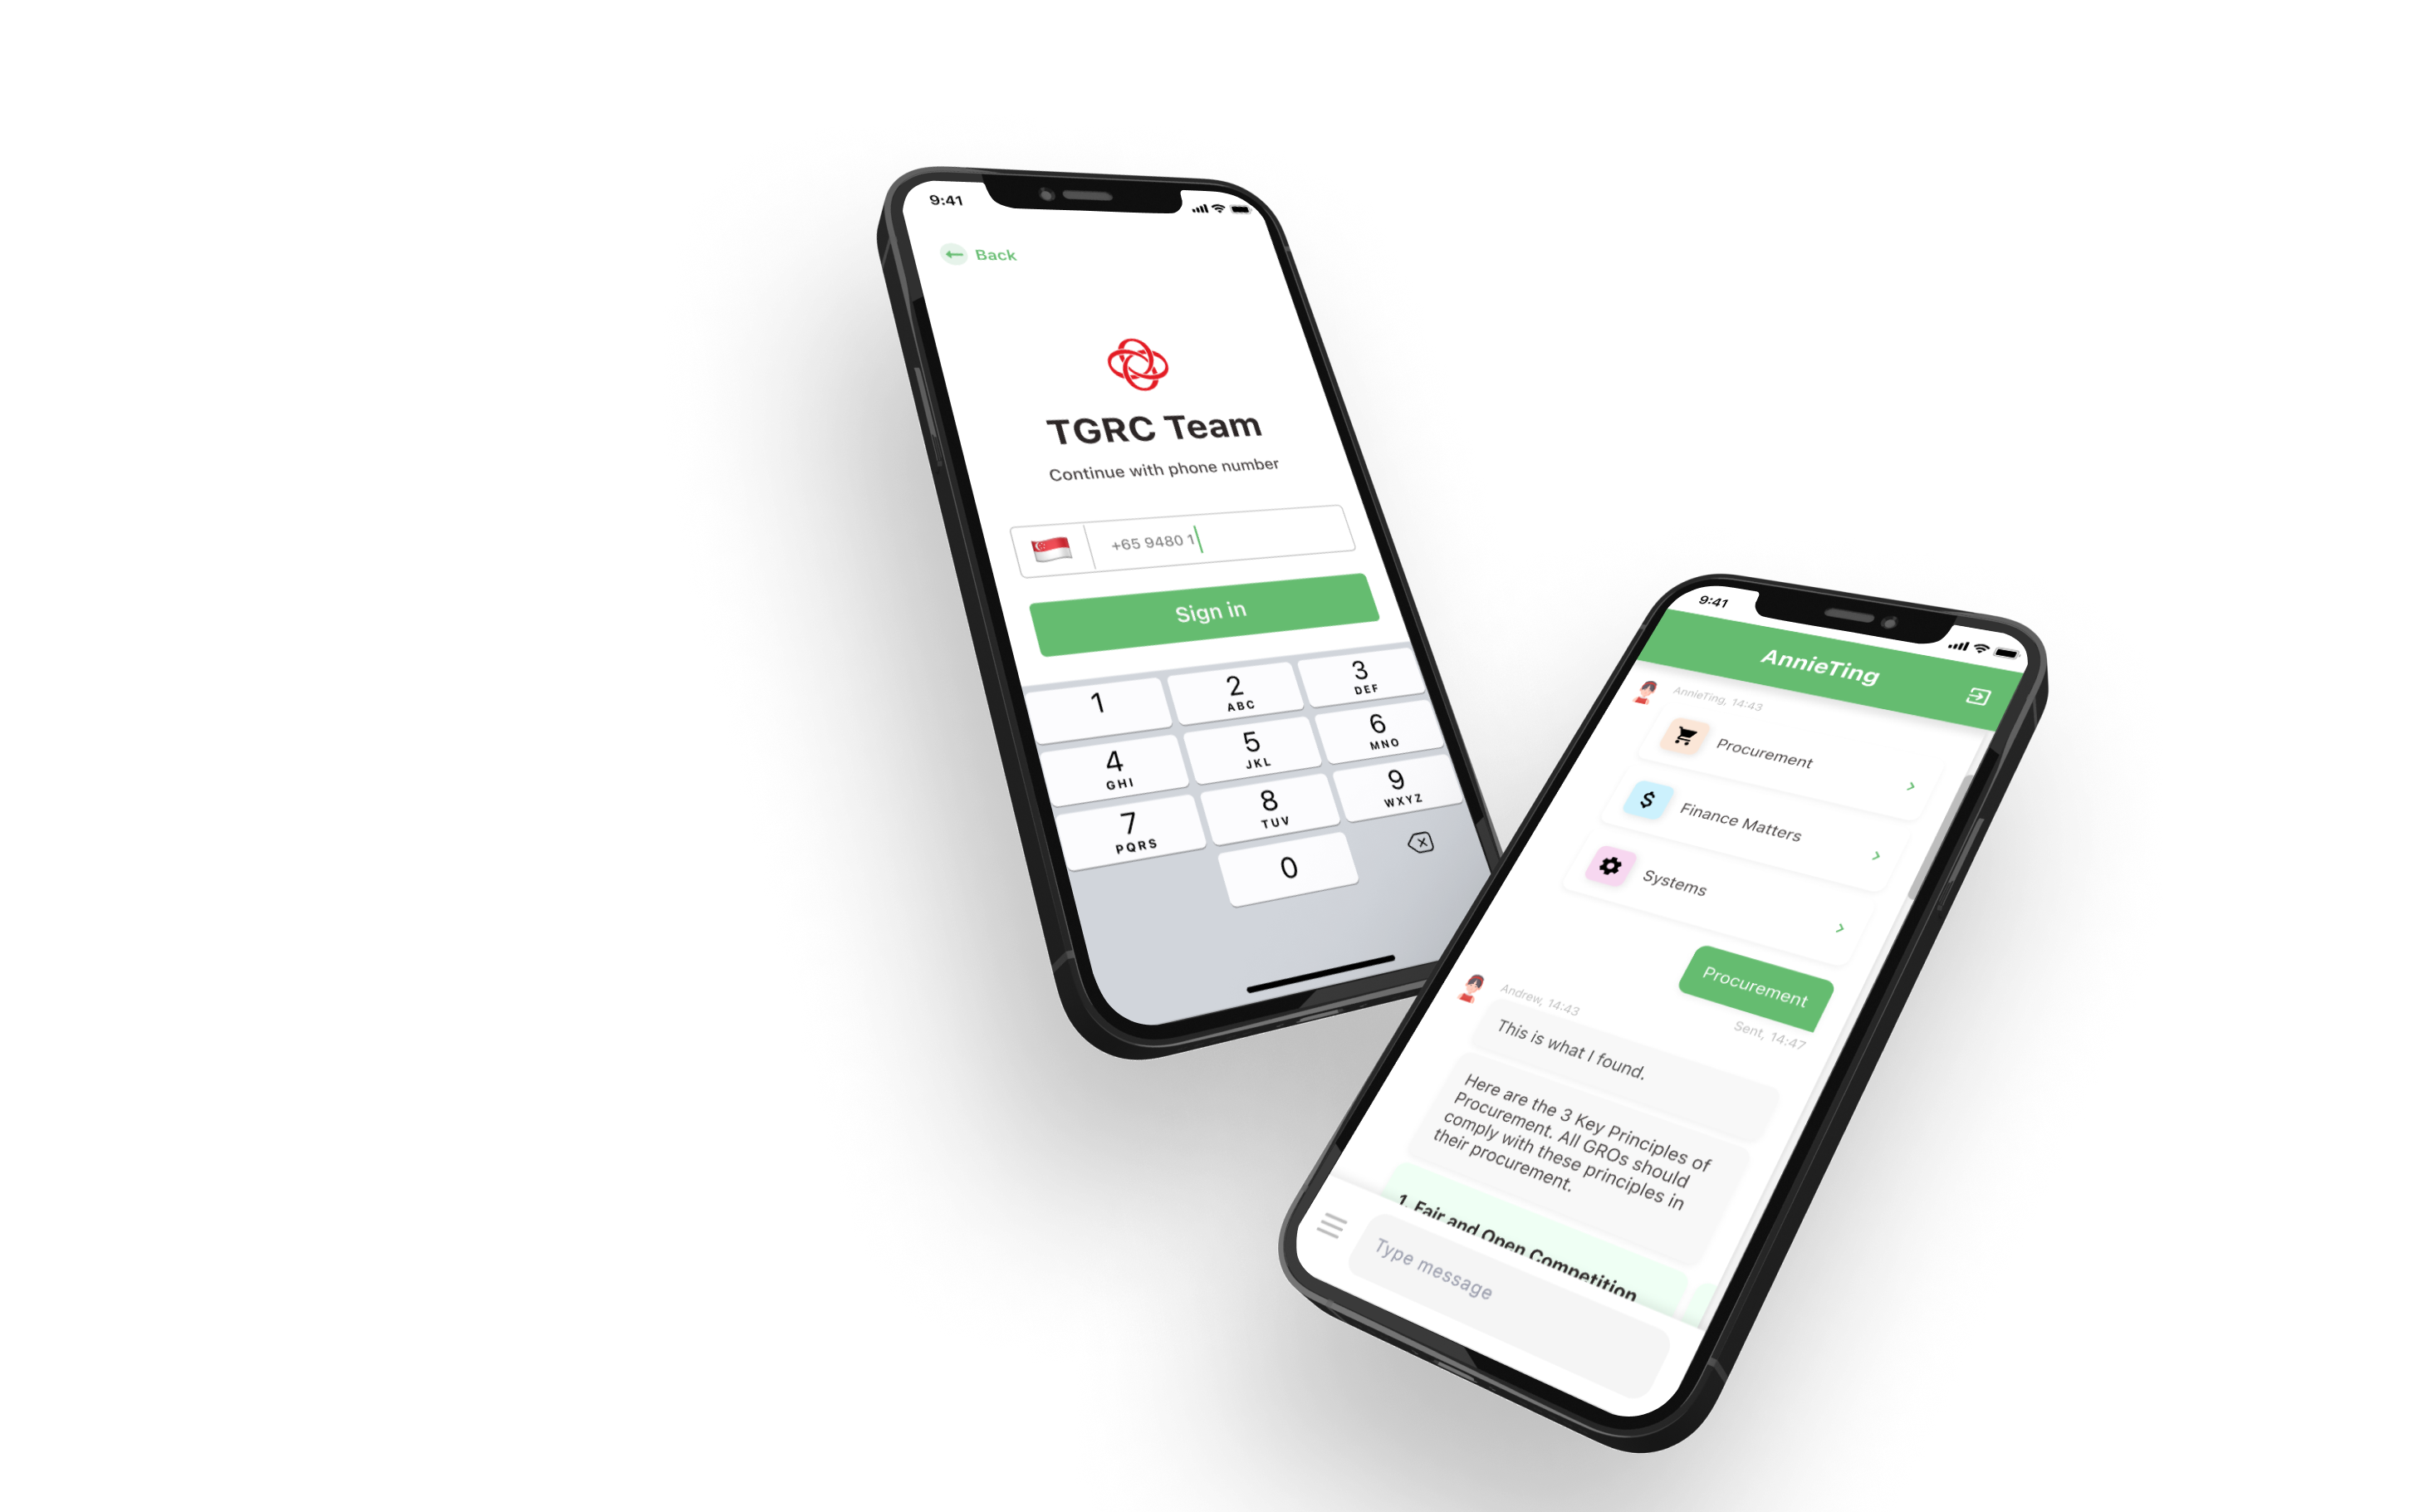 9:41
Back
TGRC Team
Continue with phone number
+65 9480 1
Sign in
1
2
ABC
3
DEF
4
GHI
5
JKL
6
MNO
7
PQRS
8
TUV
9
WXYZ
0
9:41
AnnieTing
AnnieTing, 14:43
Procurement
Finance Matters
Systems
Procurement
Sent, 14:47
Andrew, 14:43
This is what I found.
Here are the 3 Key Principles of
Procurement. All GROs should
comply with these principles in
their procurement.
1. Fair and Open Competition
Type message